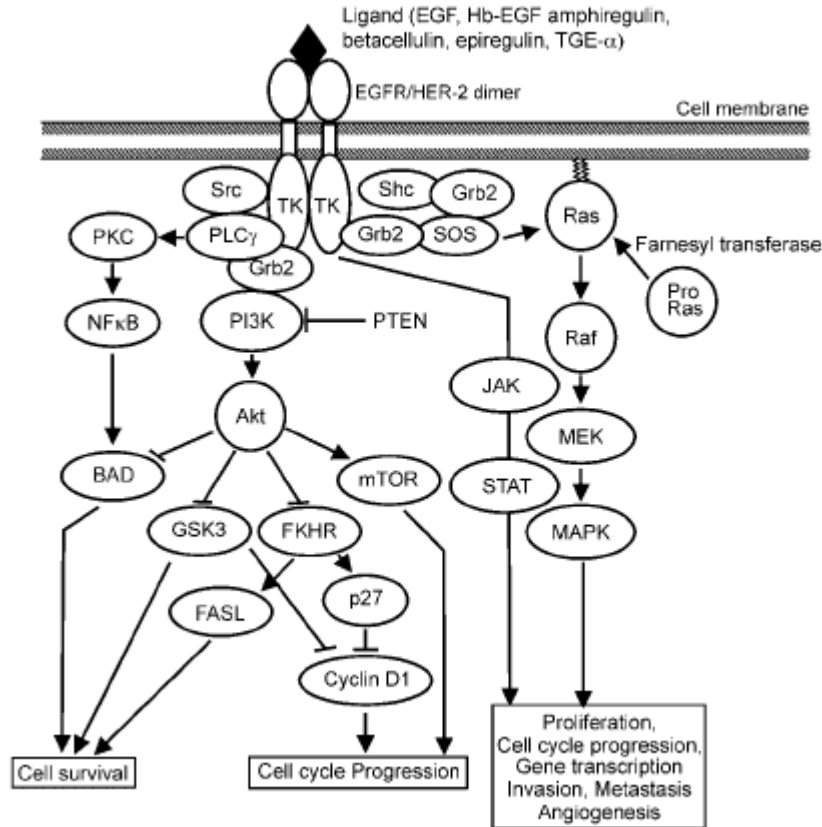 Ligand (EGF, Hb-EGF amphiregulin,
betacellulin, epiregulin, TGE-α)
EGFR/HER-2 dimer
Cell membrane
Src
TK
TK
Shc
Grb2
Ras
PKC
PLCγ
Grb2
SOS
Farnesyl transferase
Grb2
Pro
Ras
NFκB
PI3K
PTEN
Raf
JAK
Akt
MEK
BAD
mTOR
STAT
GSK3
FKHR
MAPK
FASL
p27
Cyclin D1
Cell survival
Cell cycle Progression
Proliferation,
Cell cycle progression,
Gene transcription
Invasion, Metastasis
Angiogenesis